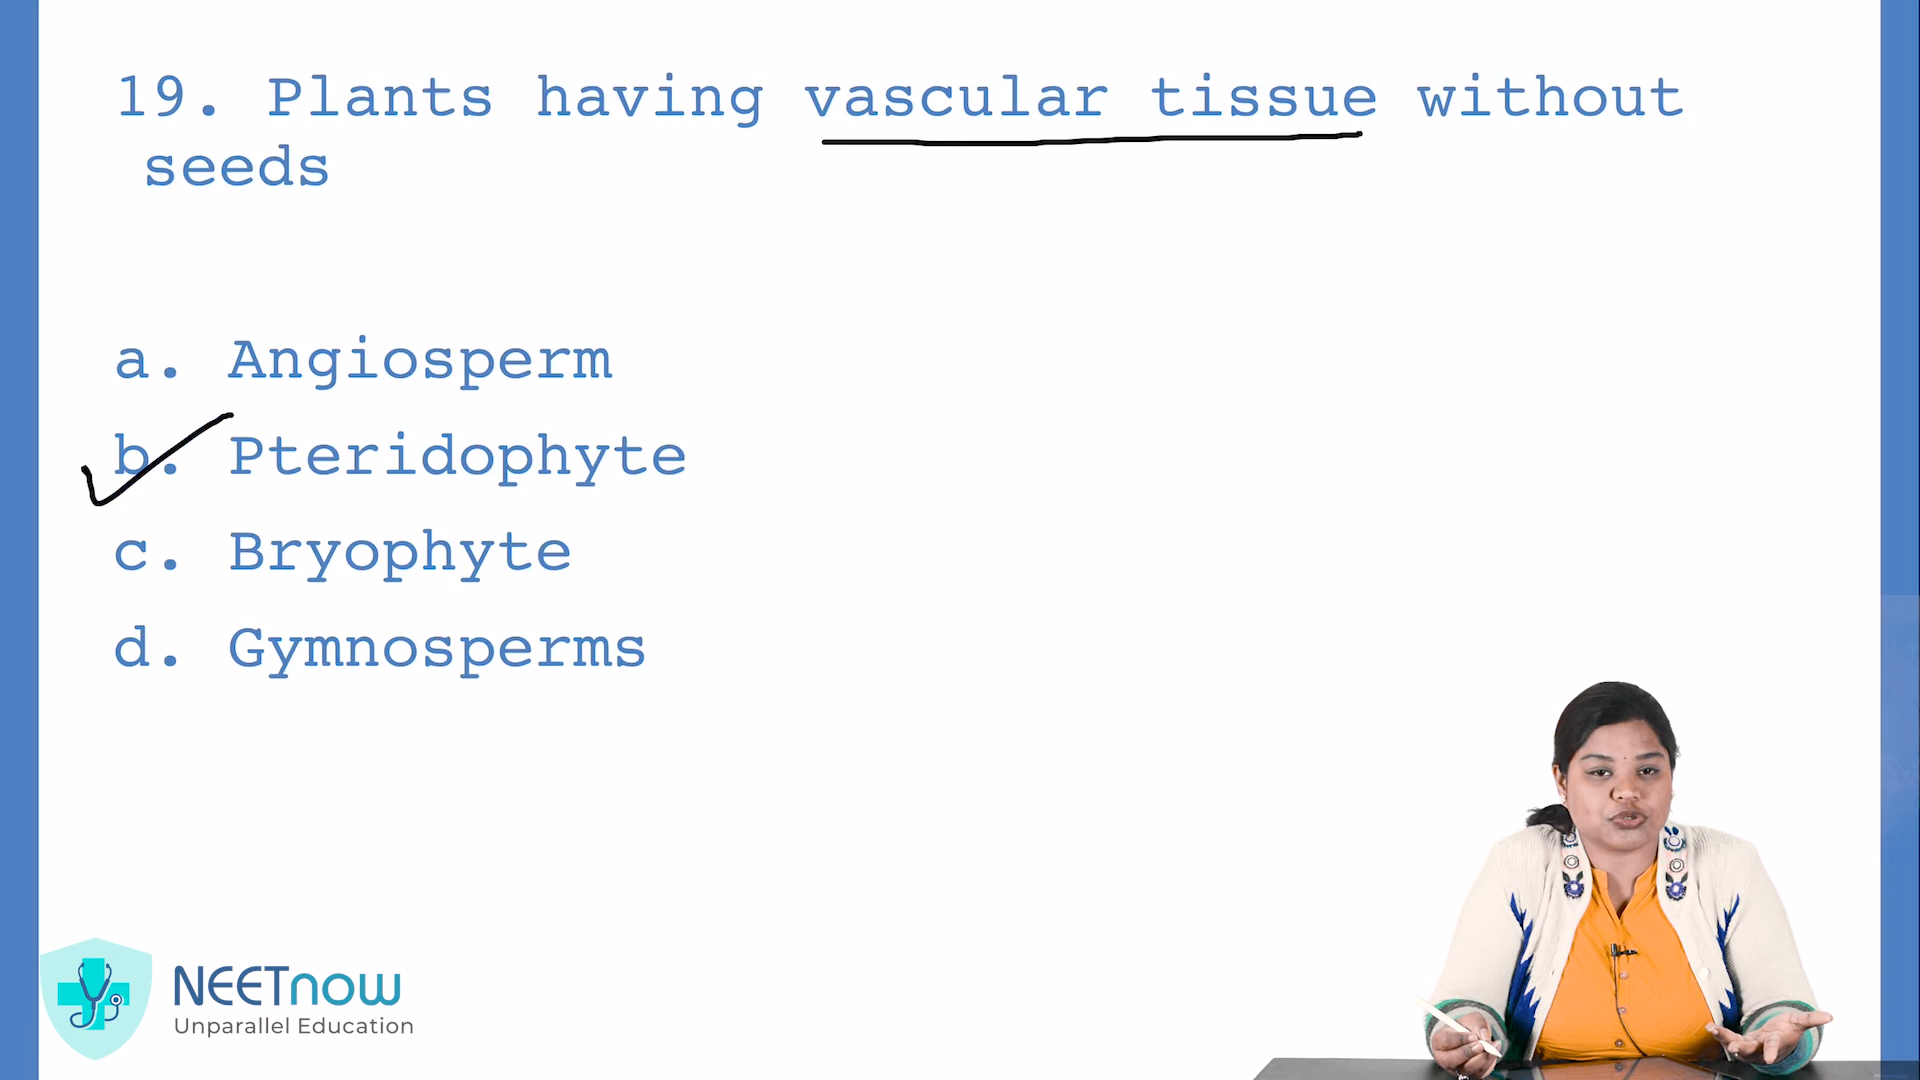 19. Plants having vascular tissue without
seeds
a. Angiosperm
b. Pteridophyte
c. Bryophyte
d. Gymnosperms
NEETnow
Unparallel Education